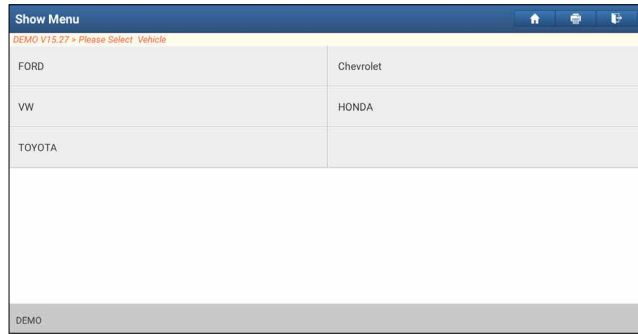 Show Menu
DEMO V15.27 > Please Select Vehicle
FORD
Chevrolet
VW
HONDA
TOYOTA
DEMO